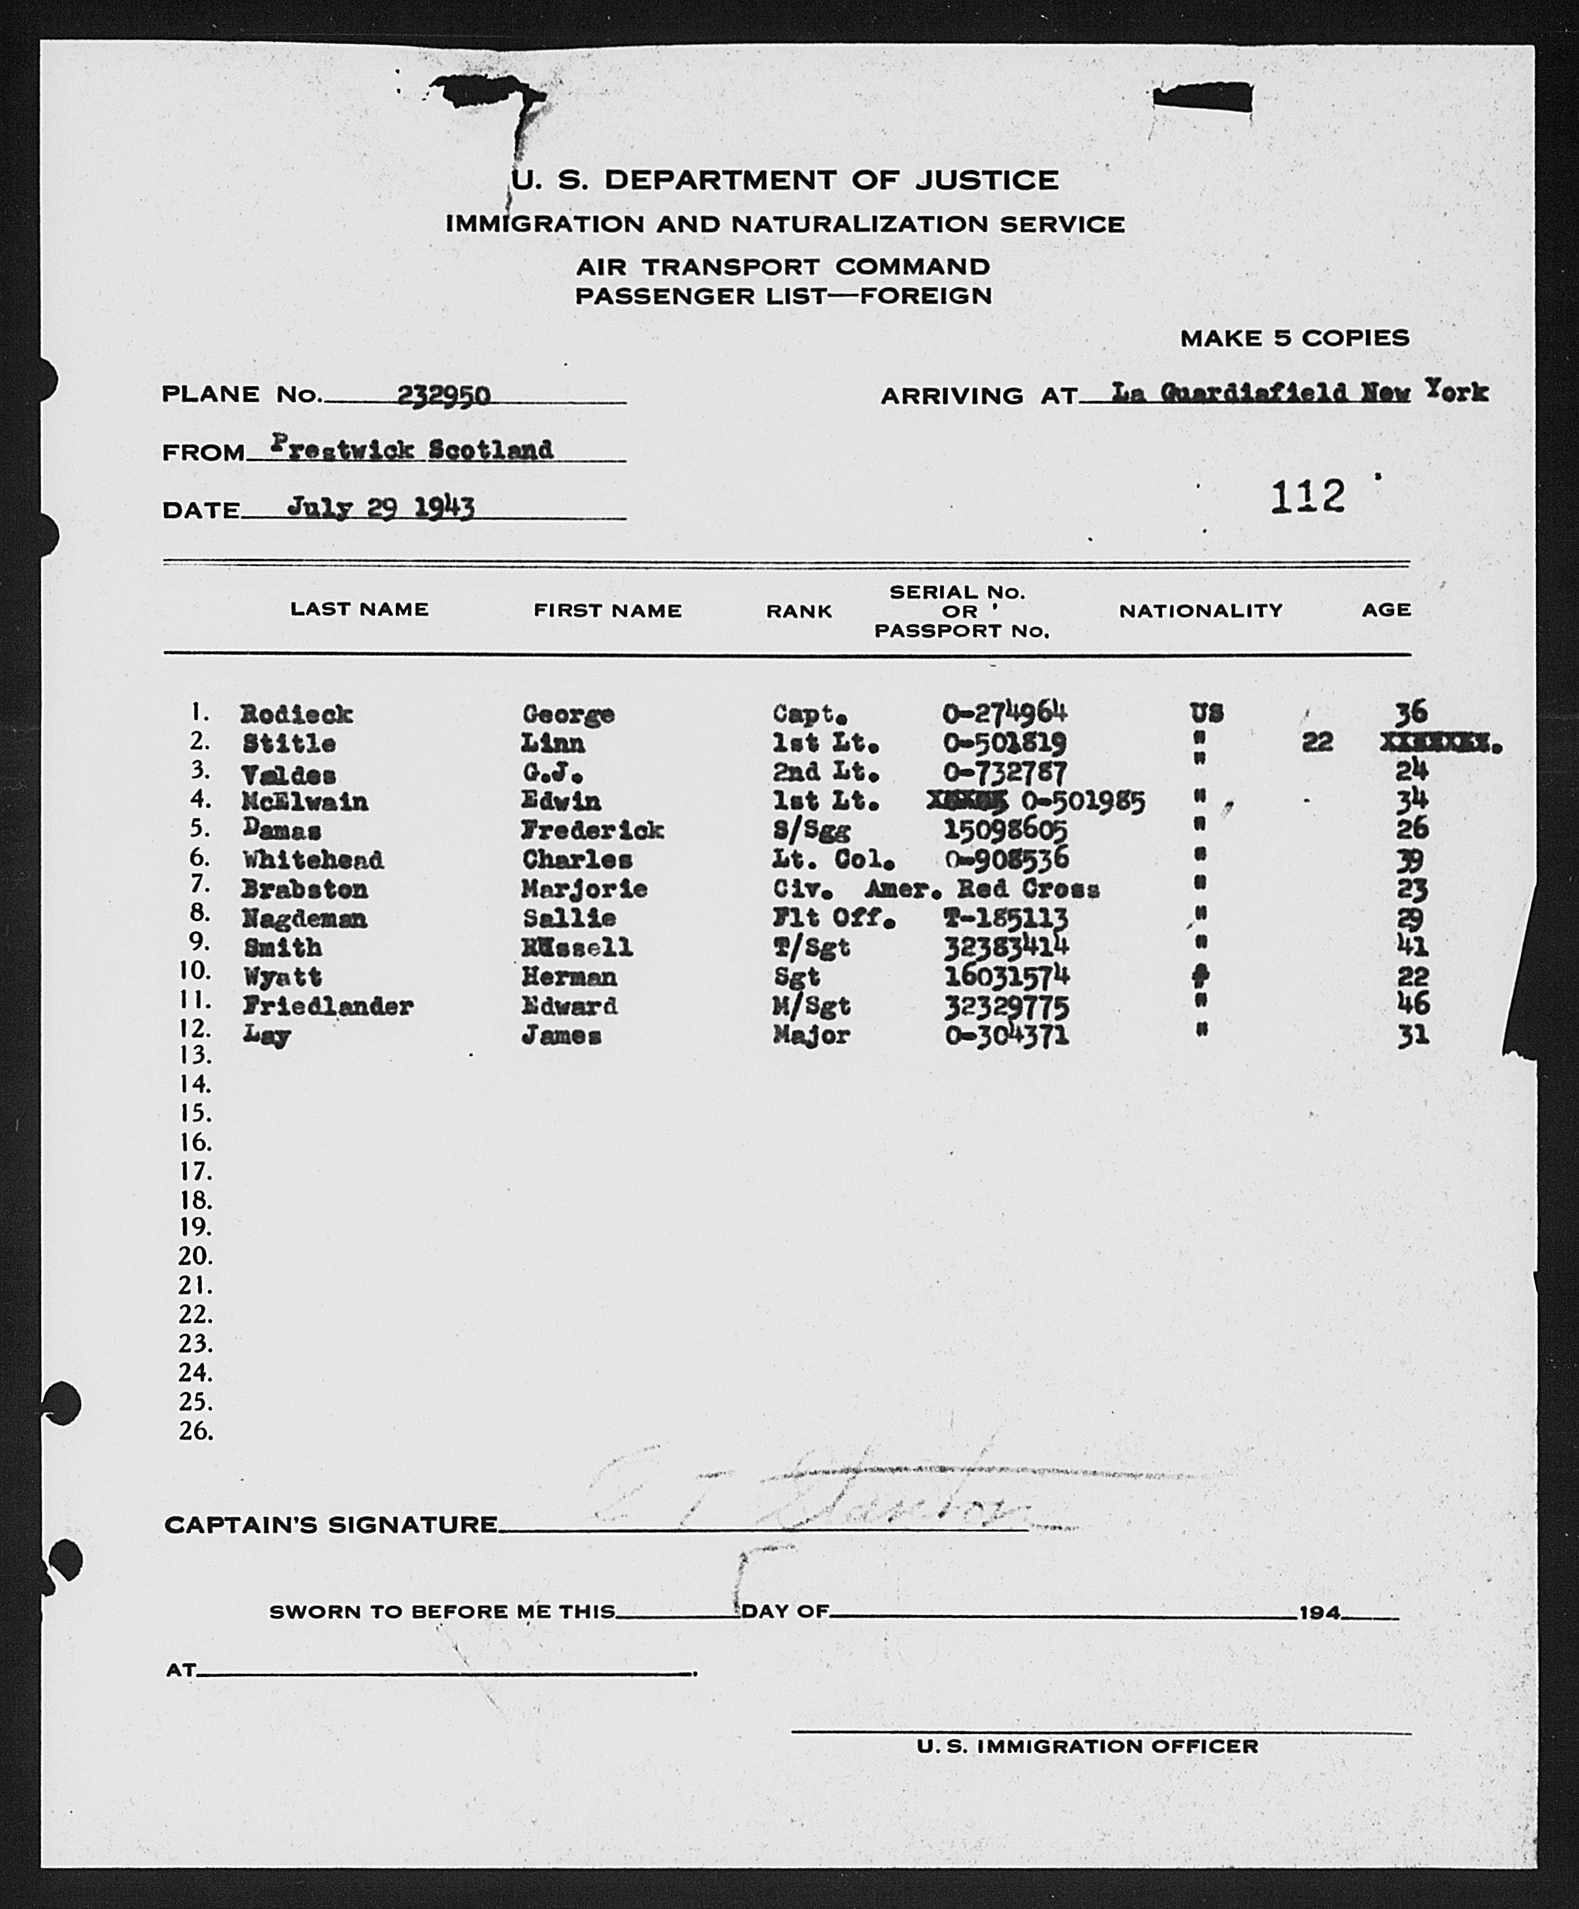 U. S. DEPARTMENT OF JUSTICE
IMMIGRATION AND NATURALIZATION SERVICE
AIR TRANSPORT COMMAND
PASSENGER LIST—FOREIGN
MAKE 5 COPIES
PLANE No. 232950 ARRIVING AT La Guardiafield New York
FROM Prestwick Scotland
DATE July 29 1943 112
LAST NAME FIRST NAME RANK SERIAL No. OR PASSPORT No. NATIONALITY AGE
1. Rodieck George Capt. O-274964 US 36
2. Stitle Linn 1st Lt. O-501819 " 22
3. Valdes G.J. 2nd Lt. O-732787 " 24
4. McElwain Edwin 1st Lt. O-501985 " 34
5. Damas Frederick S/Sgg 15098605 " 26
6. Whitehead Charles Lt. Col. O-908536 " 39
7. Brabston Marjorie Civ. Amer. Red Cross " 23
8. Nagdeman Sallie Flt Off. T-185113 " 29
9. Smith Russell T/Sgt 32383414 " 41
10. Wyatt Herman Sgt 16031574 " 22
11. Friedlander Edward M/Sgt 32329775 " 46
12. Lay James Major O-304371 " 31
13.
14.
15.
16.
17.
18.
19.
20.
21.
22.
23.
24.
25.
26.
CAPTAIN'S SIGNATURE Stanton
SWORN TO BEFORE ME THIS DAY OF 194
AT .
U. S. IMMIGRATION OFFICER